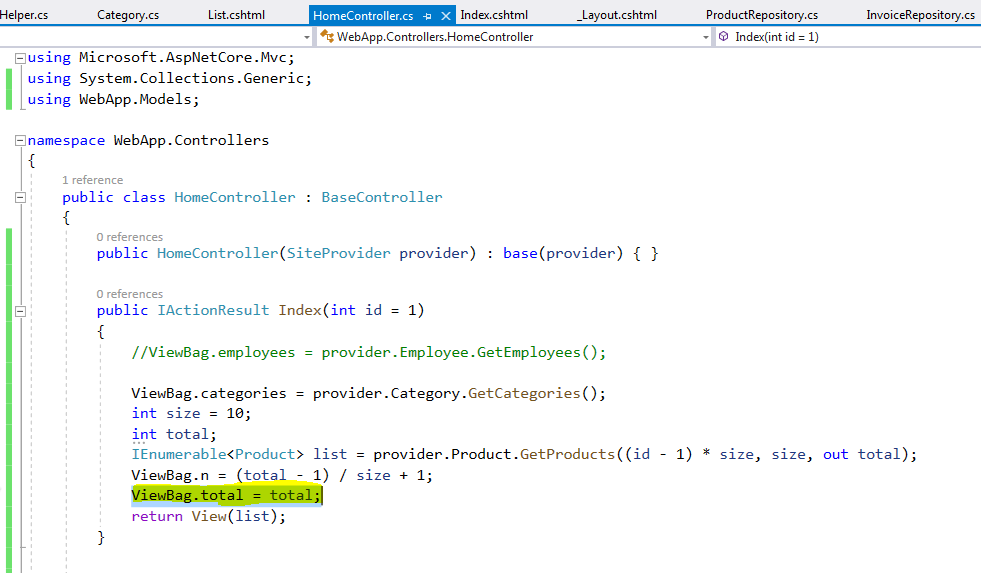 Helper.cs Category.cs List.cshtml HomeController.cs Index.cshtml _Layout.cshtml ProductRepository.cs InvoiceRepository.cs
WebApp.Controllers.HomeController Index(int id = 1)
using Microsoft.AspNetCore.Mvc;
using System.Collections.Generic;
using WebApp.Models;
namespace WebApp.Controllers
{
1 reference
public class HomeController : BaseController
{
0 references
public HomeController(SiteProvider provider) : base(provider) { }
0 references
public IActionResult Index(int id = 1)
{
//ViewBag.employees = provider.Employee.GetEmployees();
ViewBag.categories = provider.Category.GetCategories();
int size = 10;
int total;
IEnumerable<Product> list = provider.Product.GetProducts((id - 1) * size, size, out total);
ViewBag.n = (total - 1) / size + 1;
ViewBag.total = total;
return View(list);
}